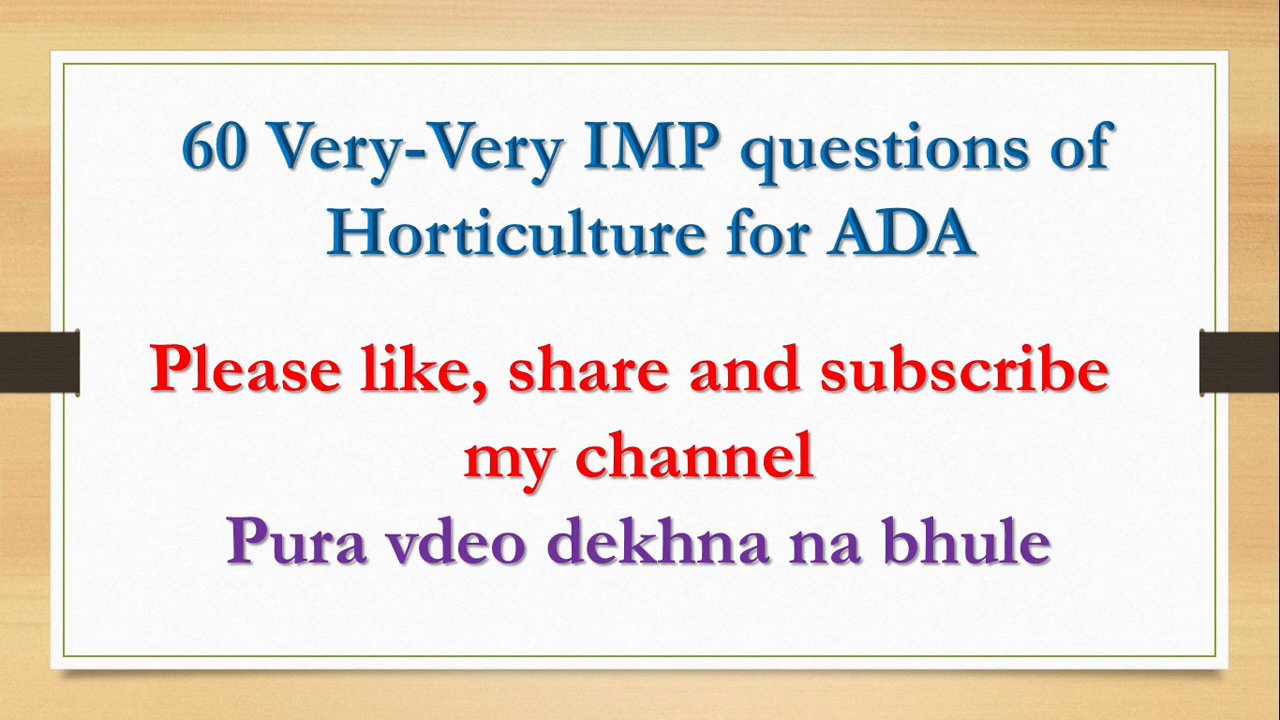 60 Very-Very IMP questions of
Horticulture for ADA
Please like, share and subscribe
my channel
Pura vdeo dekhna na bhule